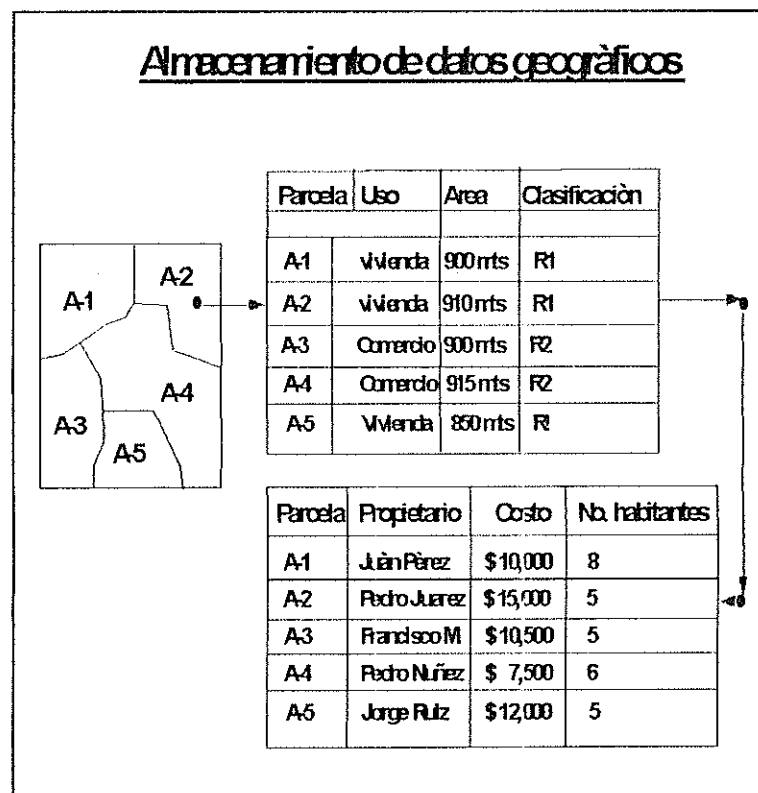 Almacenamiento de datos geogràficos
Parcela Uso Area Clasificaciòn
A-1 vivienda 900 mts R1
A-2 vivienda 910 mts R1
A-3 Comercio 900 mts R2
A-4 Comercio 915 mts R2
A-5 Vivienda 850 mts R1
A-1
A-2
A-3
A-4
A-5
Parcela Propietario Costo No. habitantes
A-1 Juàn Pèrez $10,000 8
A-2 Pedro Juarez $15,000 5
A-3 Francisco M $10,500 5
A-4 Pedro Nuñez $ 7,500 6
A-5 Jorge Ruiz $12,000 5